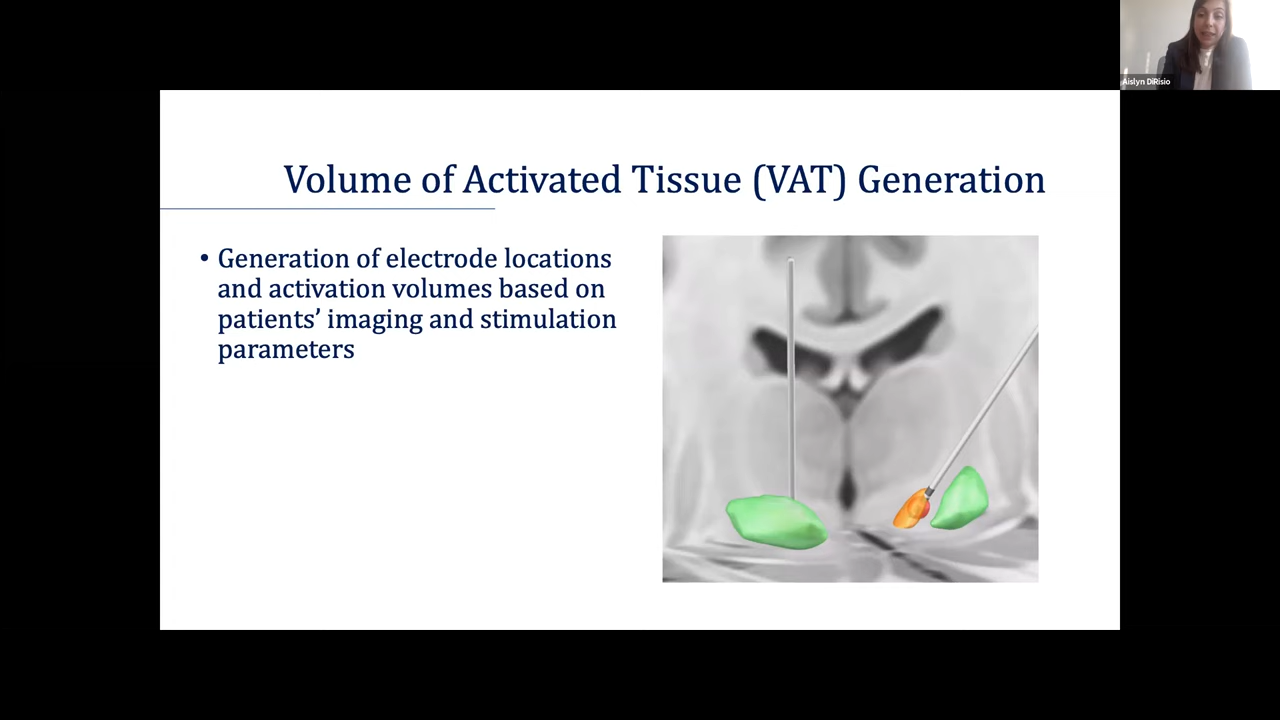 Aislyn DiRisio
Volume of Activated Tissue (VAT) Generation
• Generation of electrode locations
and activation volumes based on
patients’ imaging and stimulation
parameters